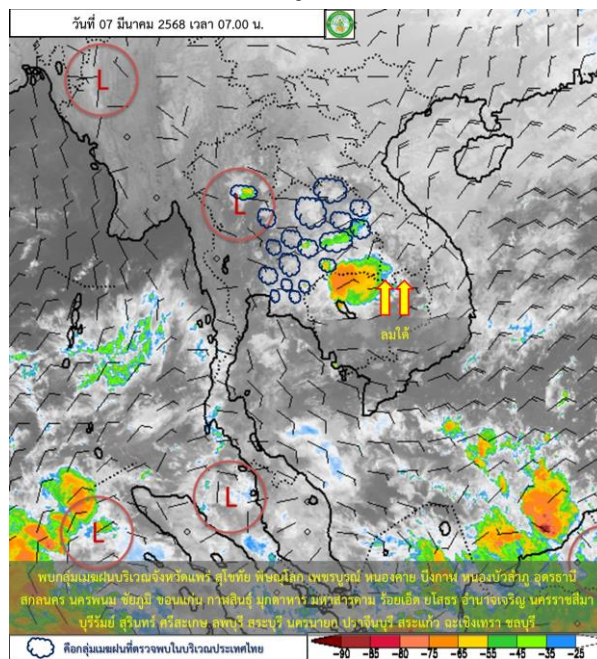 วันที่ 07 มีนาคม 2568 เวลา 07.00 น.
L
L
ลมใต้
L
L
พบกลุ่มเมฆฝนบริเวณจังหวัดแพร่ สุโขทัย พิษณุโลก เพชรบูรณ์ หนองคาย บึงกาฬ หนองบัวลำภู อุดรธานี
สกลนคร นครพนม ชัยภูมิ ขอนแก่น กาฬสินธุ์ มุกดาหาร มหาสารคาม ร้อยเอ็ด ยโสธร อำนาจเจริญ นครราชสีมา
บุรีรัมย์ สุรินทร์ ศรีสะเกษ ลพบุรี สระบุรี นครนายก ปราจีนบุรี สระแก้ว ฉะเชิงเทรา ชลบุรี
คือกลุ่มเมฆฝนที่ตรวจพบในบริเวณประเทศไทย
-90 -85 -80 -75 -70 -65 -55 -45 -35 -25